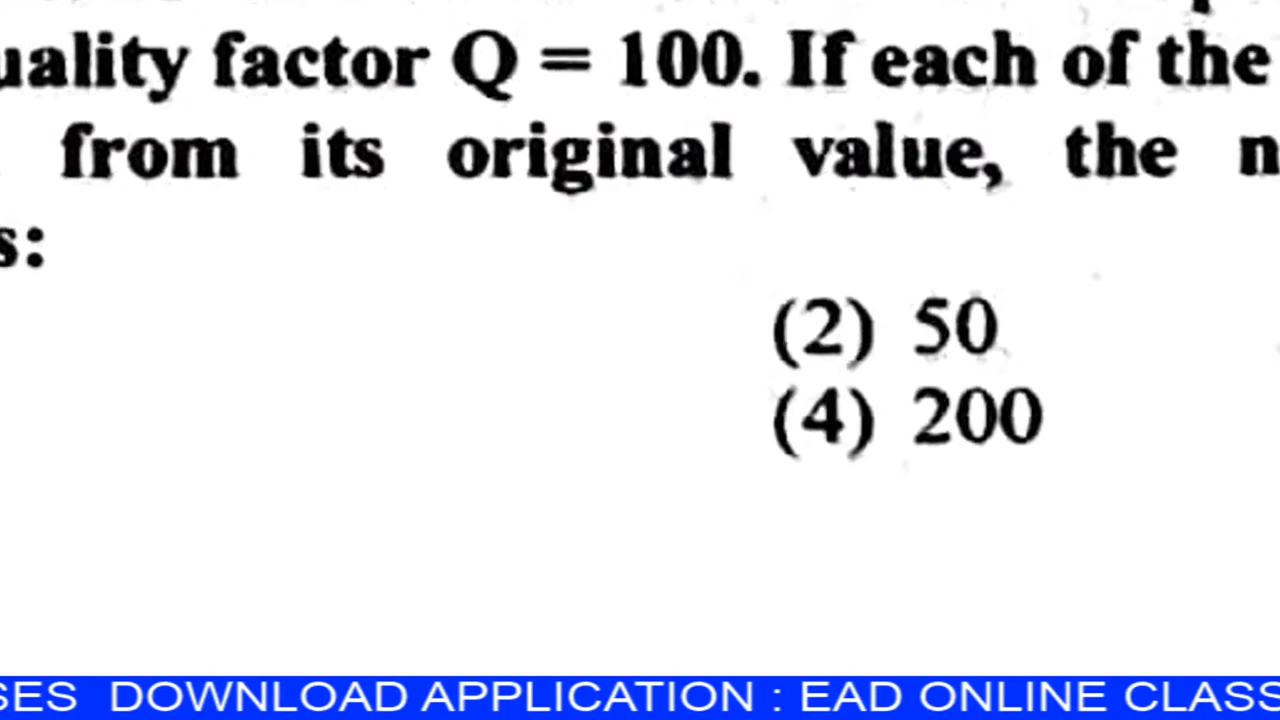 uality factor Q = 100. If each of the
from its original value, the n
s:
(2) 50
(4) 200
SES DOWNLOAD APPLICATION : EAD ONLINE CLASS